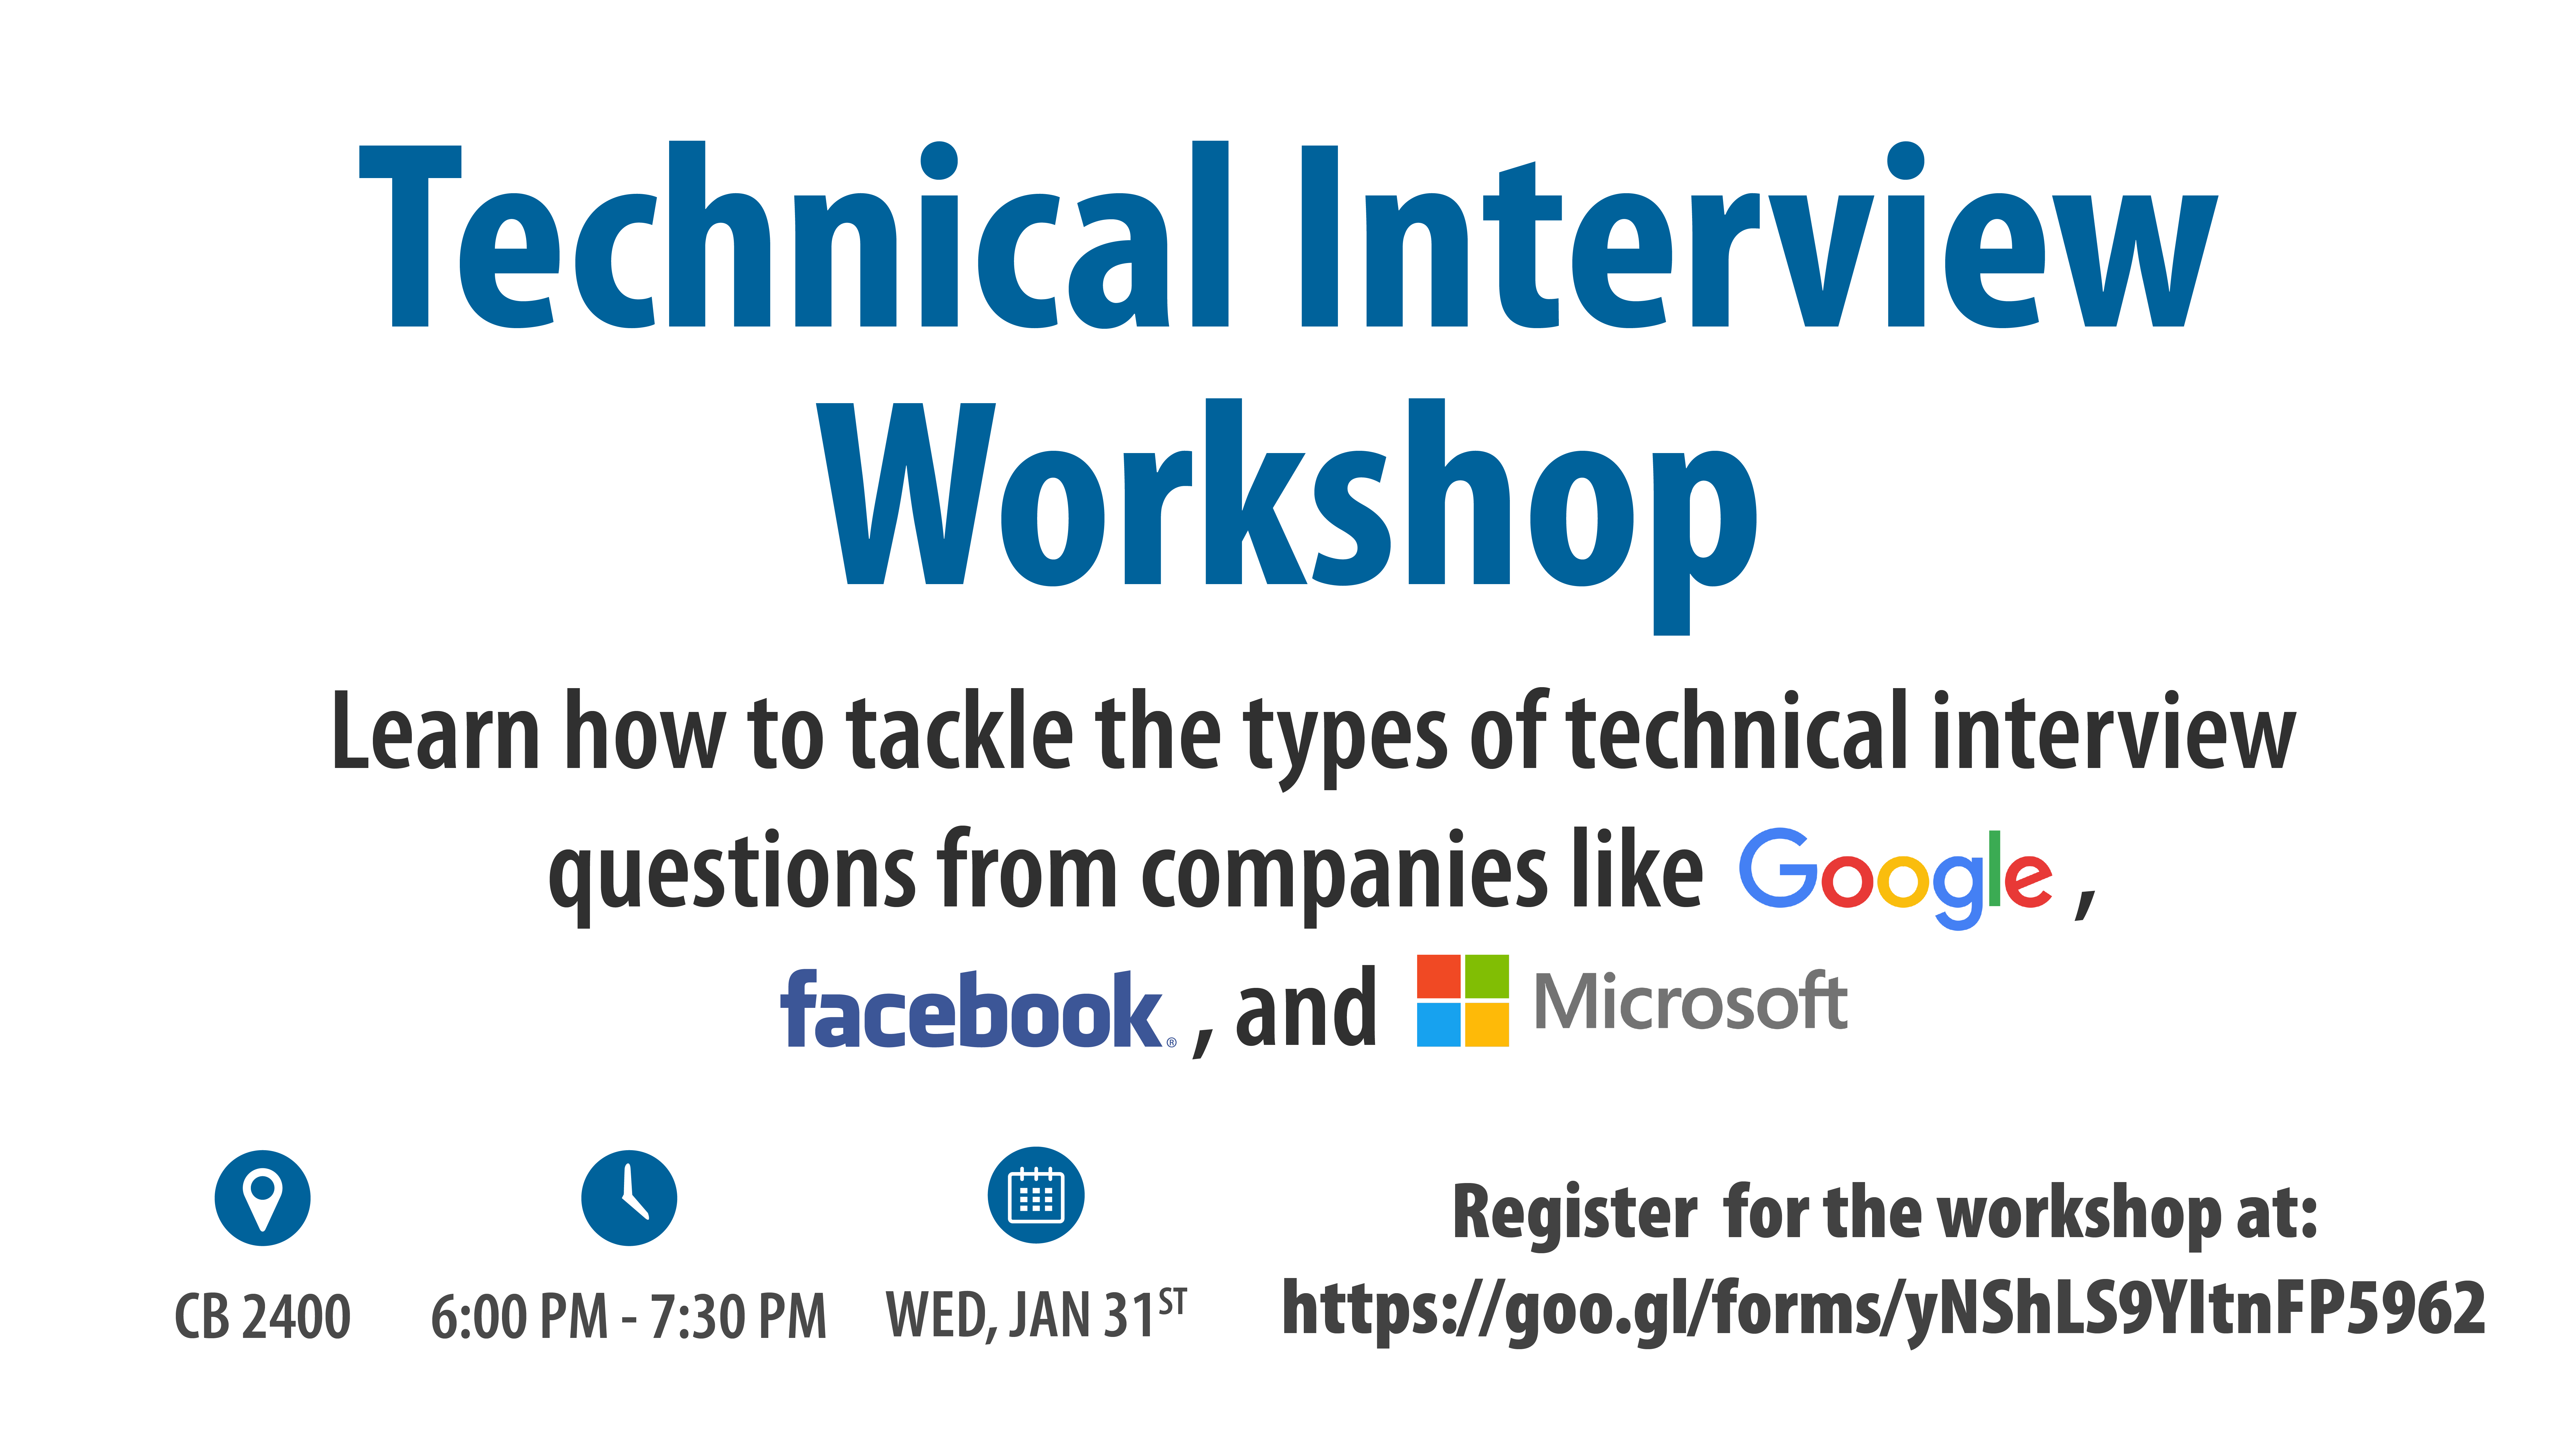 Technical Interview
Workshop
Learn how to tackle the types of technical interview
questions from companies like Google ,
facebook® , and Microsoft
CB 2400
6:00 PM - 7:30 PM
WED, JAN 31ST
Register for the workshop at:
https://goo.gl/forms/yNShLS9YItnFP5962